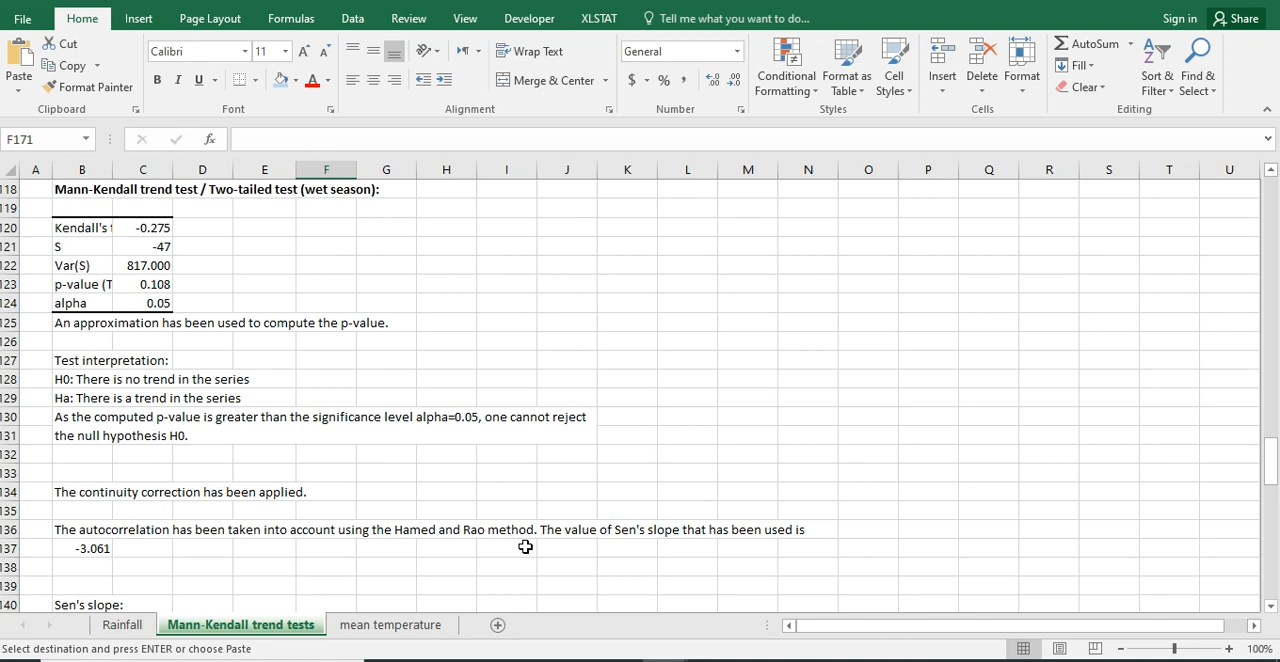 File Home Insert Page Layout Formulas Data Review View Developer XLSTAT Tell me what you want to do... Sign in Share
Paste Cut Copy Format Painter Clipboard
Calibri 11 A A B I U A Font
Wrap Text Merge & Center Alignment
General $ % , Number
Conditional Formatting Format as Table Cell Styles Styles
Insert Delete Format Cells
AutoSum Fill Clear Sort & Filter Find & Select Editing
F171 fx
A B C D E F G H I J K L M N O P Q R S T U
118 Mann-Kendall trend test / Two-tailed test (wet season):
119
120 Kendall's -0.275
121 S -47
122 Var(S) 817.000
123 p-value (T 0.108
124 alpha 0.05
125 An approximation has been used to compute the p-value.
126
127 Test interpretation:
128 H0: There is no trend in the series
129 Ha: There is a trend in the series
130 As the computed p-value is greater than the significance level alpha=0.05, one cannot reject
131 the null hypothesis H0.
132
133
134 The continuity correction has been applied.
135
136 The autocorrelation has been taken into account using the Hamed and Rao method. The value of Sen's slope that has been used is
137 -3.061
138
139
140 Sen's slope:
Rainfall Mann-Kendall trend tests mean temperature
Select destination and press ENTER or choose Paste 100%